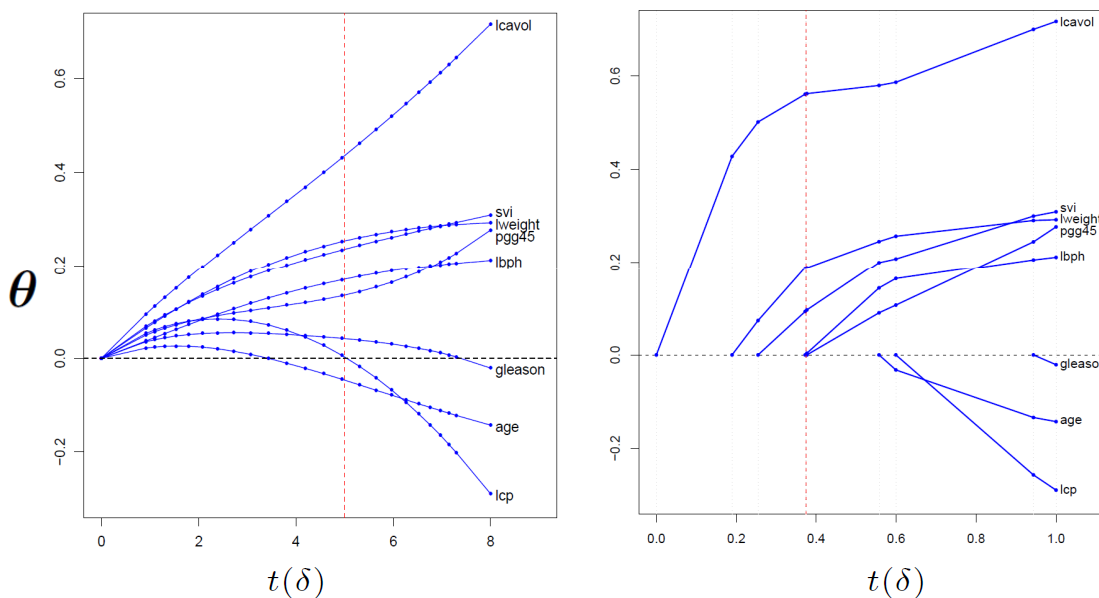 0.6
0.4
0.2
0.0
−0.2
θ
lcavol
svi
lweight
pgg45
lbph
gleason
age
lcp
0 2 4 6 8
t(δ)
0.6
0.4
0.2
0.0
−0.2
lcavol
svi
lweight
pgg45
lbph
gleason
age
lcp
0.0 0.2 0.4 0.6 0.8 1.0
t(δ)